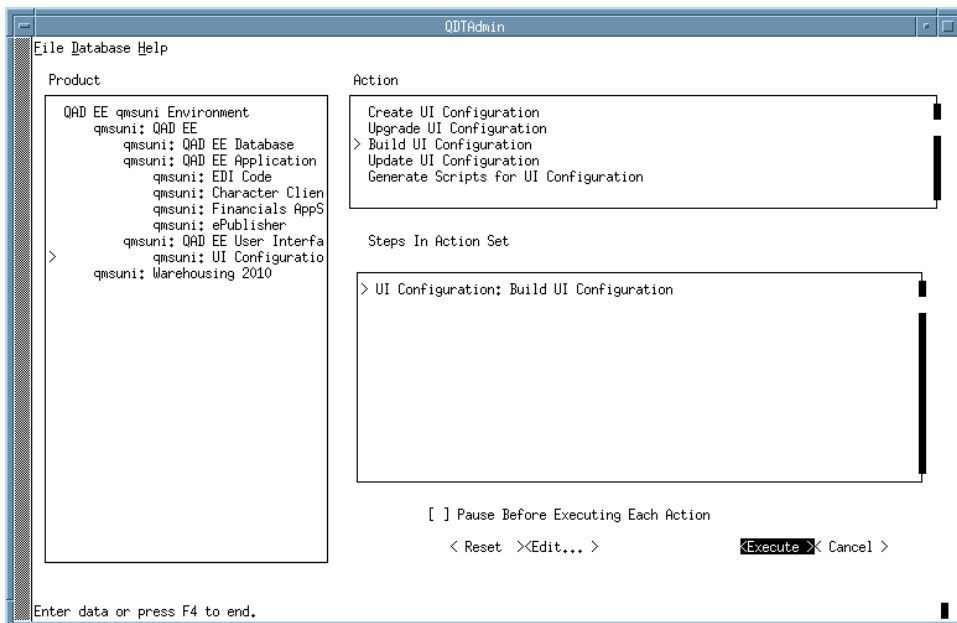 QDTAdmin
File Database Help
Product
QAD EE qmsuni Environment
qmsuni: QAD EE
qmsuni: QAD EE Database
qmsuni: QAD EE Application
qmsuni: EDI Code
qmsuni: Character Clien
qmsuni: Financials AppS
qmsuni: ePublisher
qmsuni: QAD EE User Interfa
> qmsuni: UI Configuratio
qmsuni: Warehousing 2010
Action
Create UI Configuration
Upgrade UI Configuration
> Build UI Configuration
Update UI Configuration
Generate Scripts for UI Configuration
Steps In Action Set
> UI Configuration: Build UI Configuration
[ ] Pause Before Executing Each Action
< Reset ><Edit... > <Execute >< Cancel >
Enter data or press F4 to end.